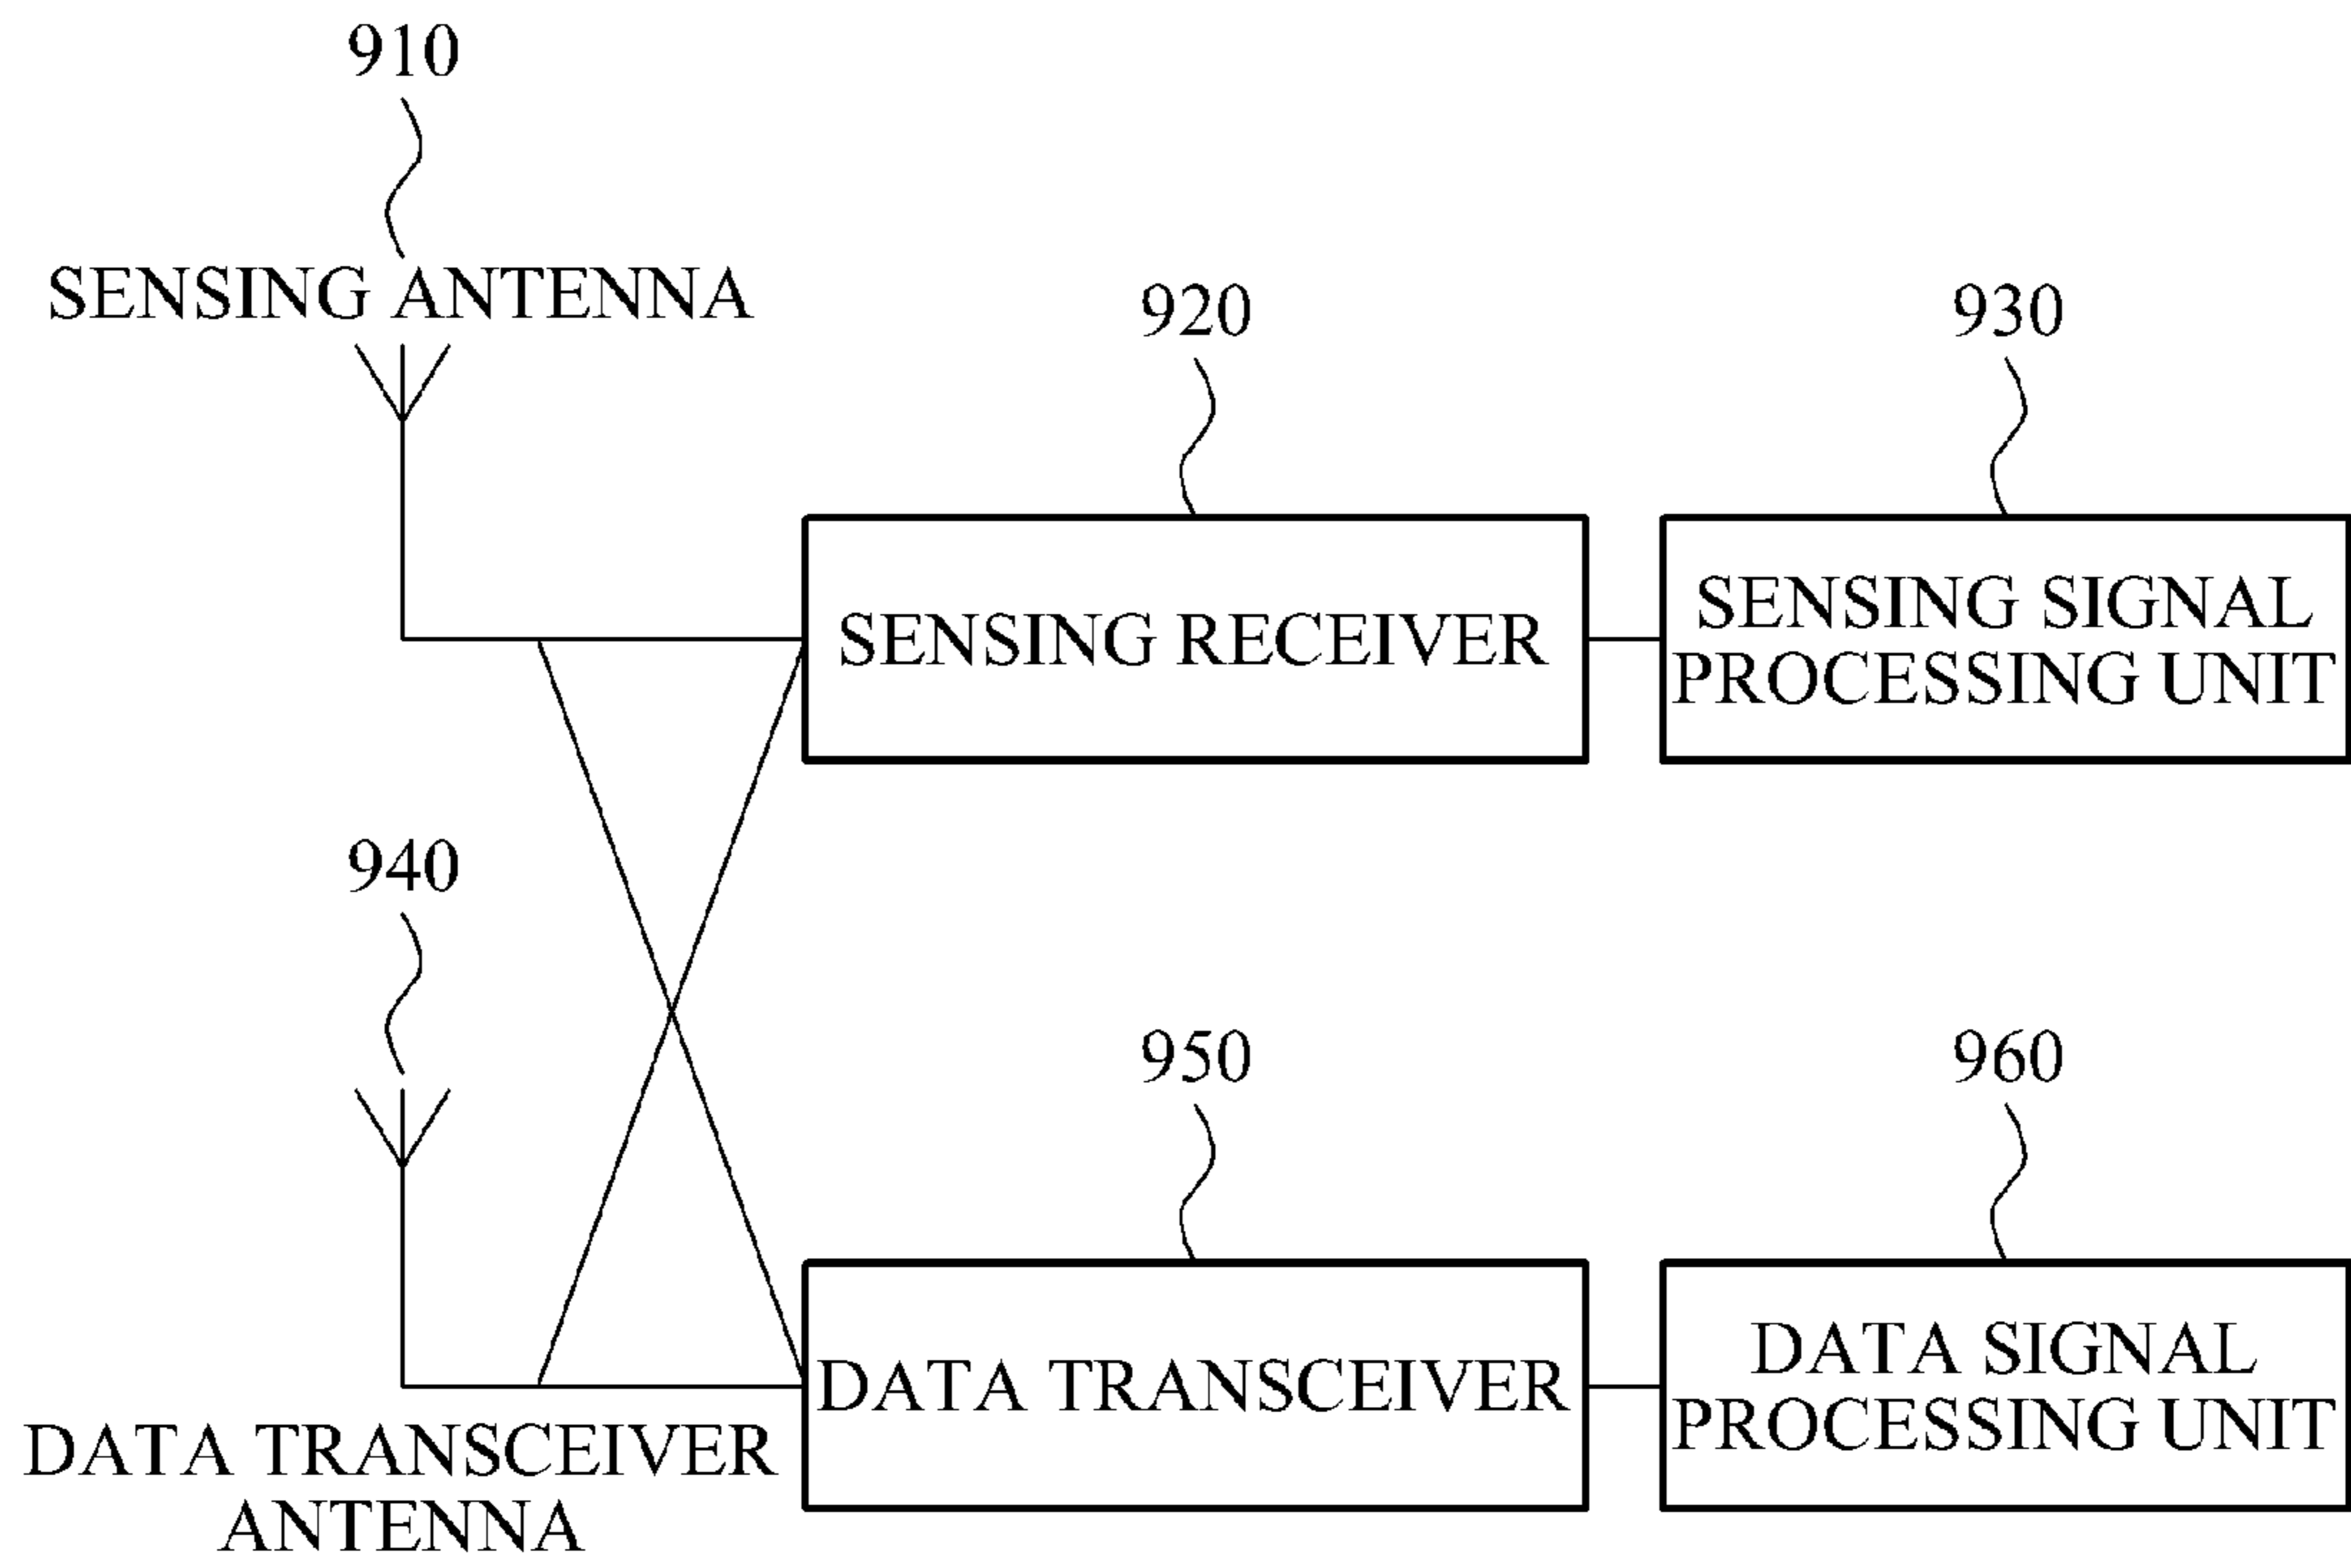 910
SENSING ANTENNA
920
930
SENSING RECEIVER
SENSING SIGNAL
PROCESSING UNIT
940
950
960
DATA TRANSCEIVER
ANTENNA
DATA TRANSCEIVER
DATA SIGNAL
PROCESSING UNIT